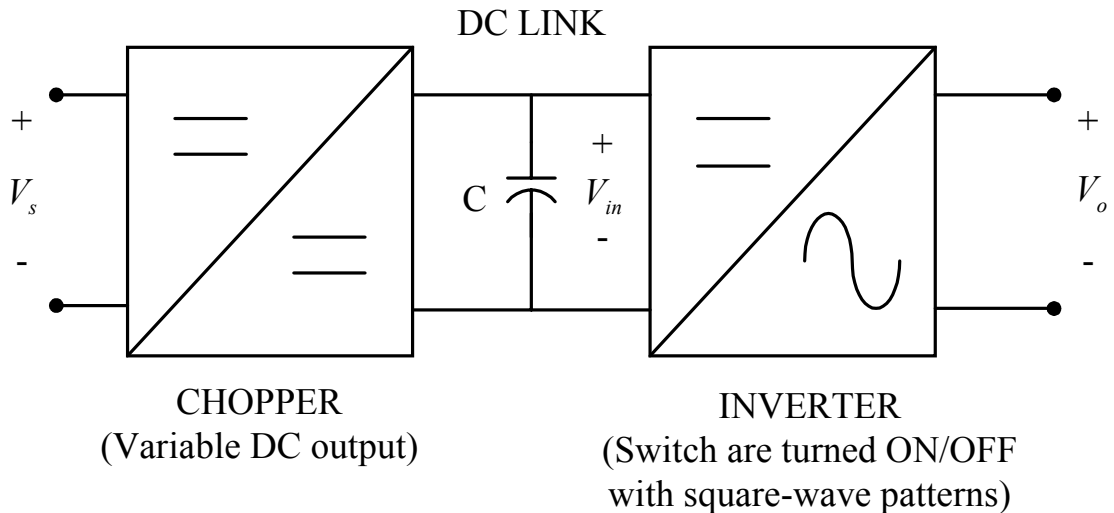 DC LINK
+
V_s
-
C
+
V_in
-
+
V_o
-
CHOPPER
(Variable DC output)
INVERTER
(Switch are turned ON/OFF
with square-wave patterns)